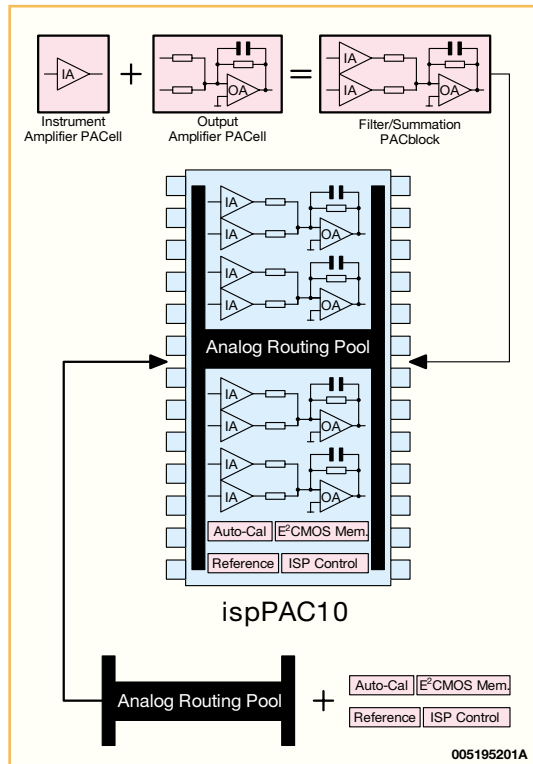 IA
+
OA
=
IA
IA
OA
Instrument
Amplifier PACell
Output
Amplifier PACell
Filter/Summation
PACblock
IA
IA
OA
IA
IA
OA
Analog Routing Pool
IA
IA
OA
IA
IA
OA
Auto-Cal
E²CMOS Mem.
Reference
ISP Control
ispPAC10
Analog Routing Pool
+
Auto-Cal
E²CMOS Mem.
Reference
ISP Control
005195201A